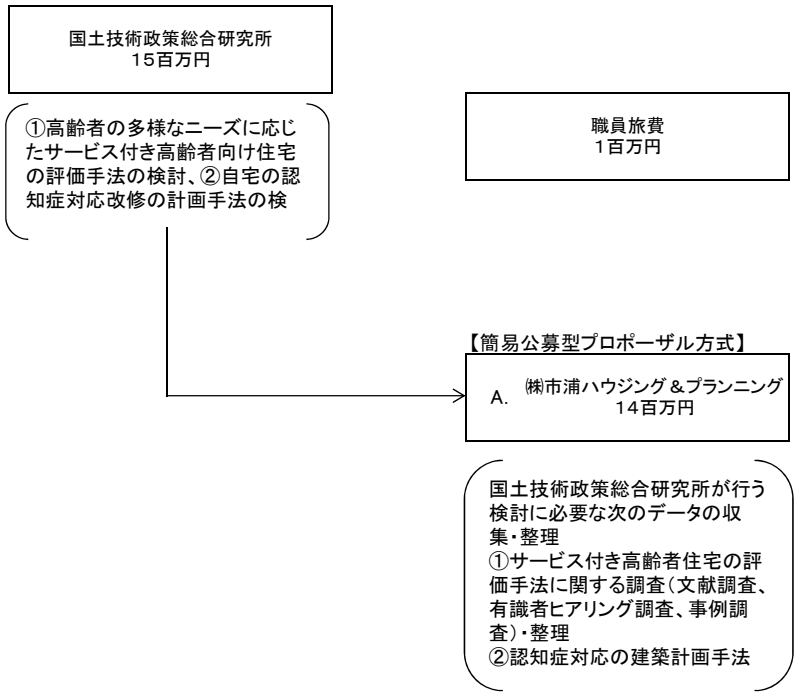 国土技術政策総合研究所
15百万円
①高齢者の多様なニーズに応じ
たサービス付き高齢者向け住宅
の評価手法の検討、②自宅の認
知症対応改修の計画手法の検
職員旅費
1百万円
【簡易公募型プロポーザル方式】
A. ㈱市浦ハウジング&プランニング
14百万円
国土技術政策総合研究所が行う
検討に必要な次のデータの収
集・整理
①サービス付き高齢者住宅の評
価手法に関する調査(文献調査、
有識者ヒアリング調査、事例調
査)・整理
②認知症対応の建築計画手法